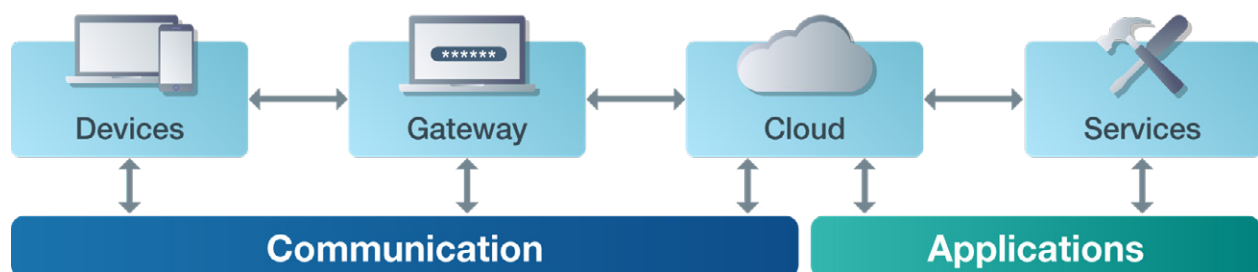 ******
Devices
Gateway
Cloud
Services
Communication
Applications